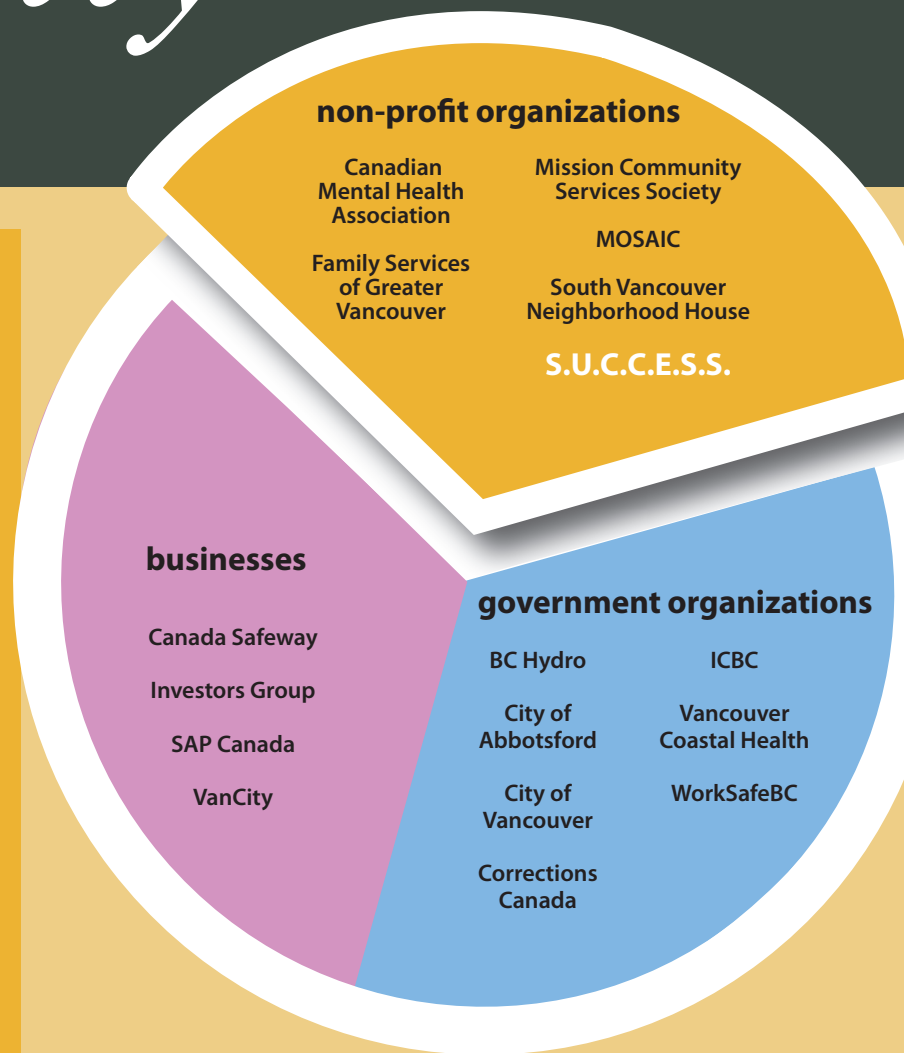 non-profit organizations
Canadian
Mental Health
Association
Family Services
of Greater
Vancouver
Mission Community
Services Society
MOSAIC
South Vancouver
Neighborhood House
S.U.C.C.E.S.S.
businesses
Canada Safeway
Investors Group
SAP Canada
VanCity
government organizations
BC Hydro
City of
Abbotsford
City of
Vancouver
Corrections
Canada
ICBC
Vancouver
Coastal Health
WorkSafeBC